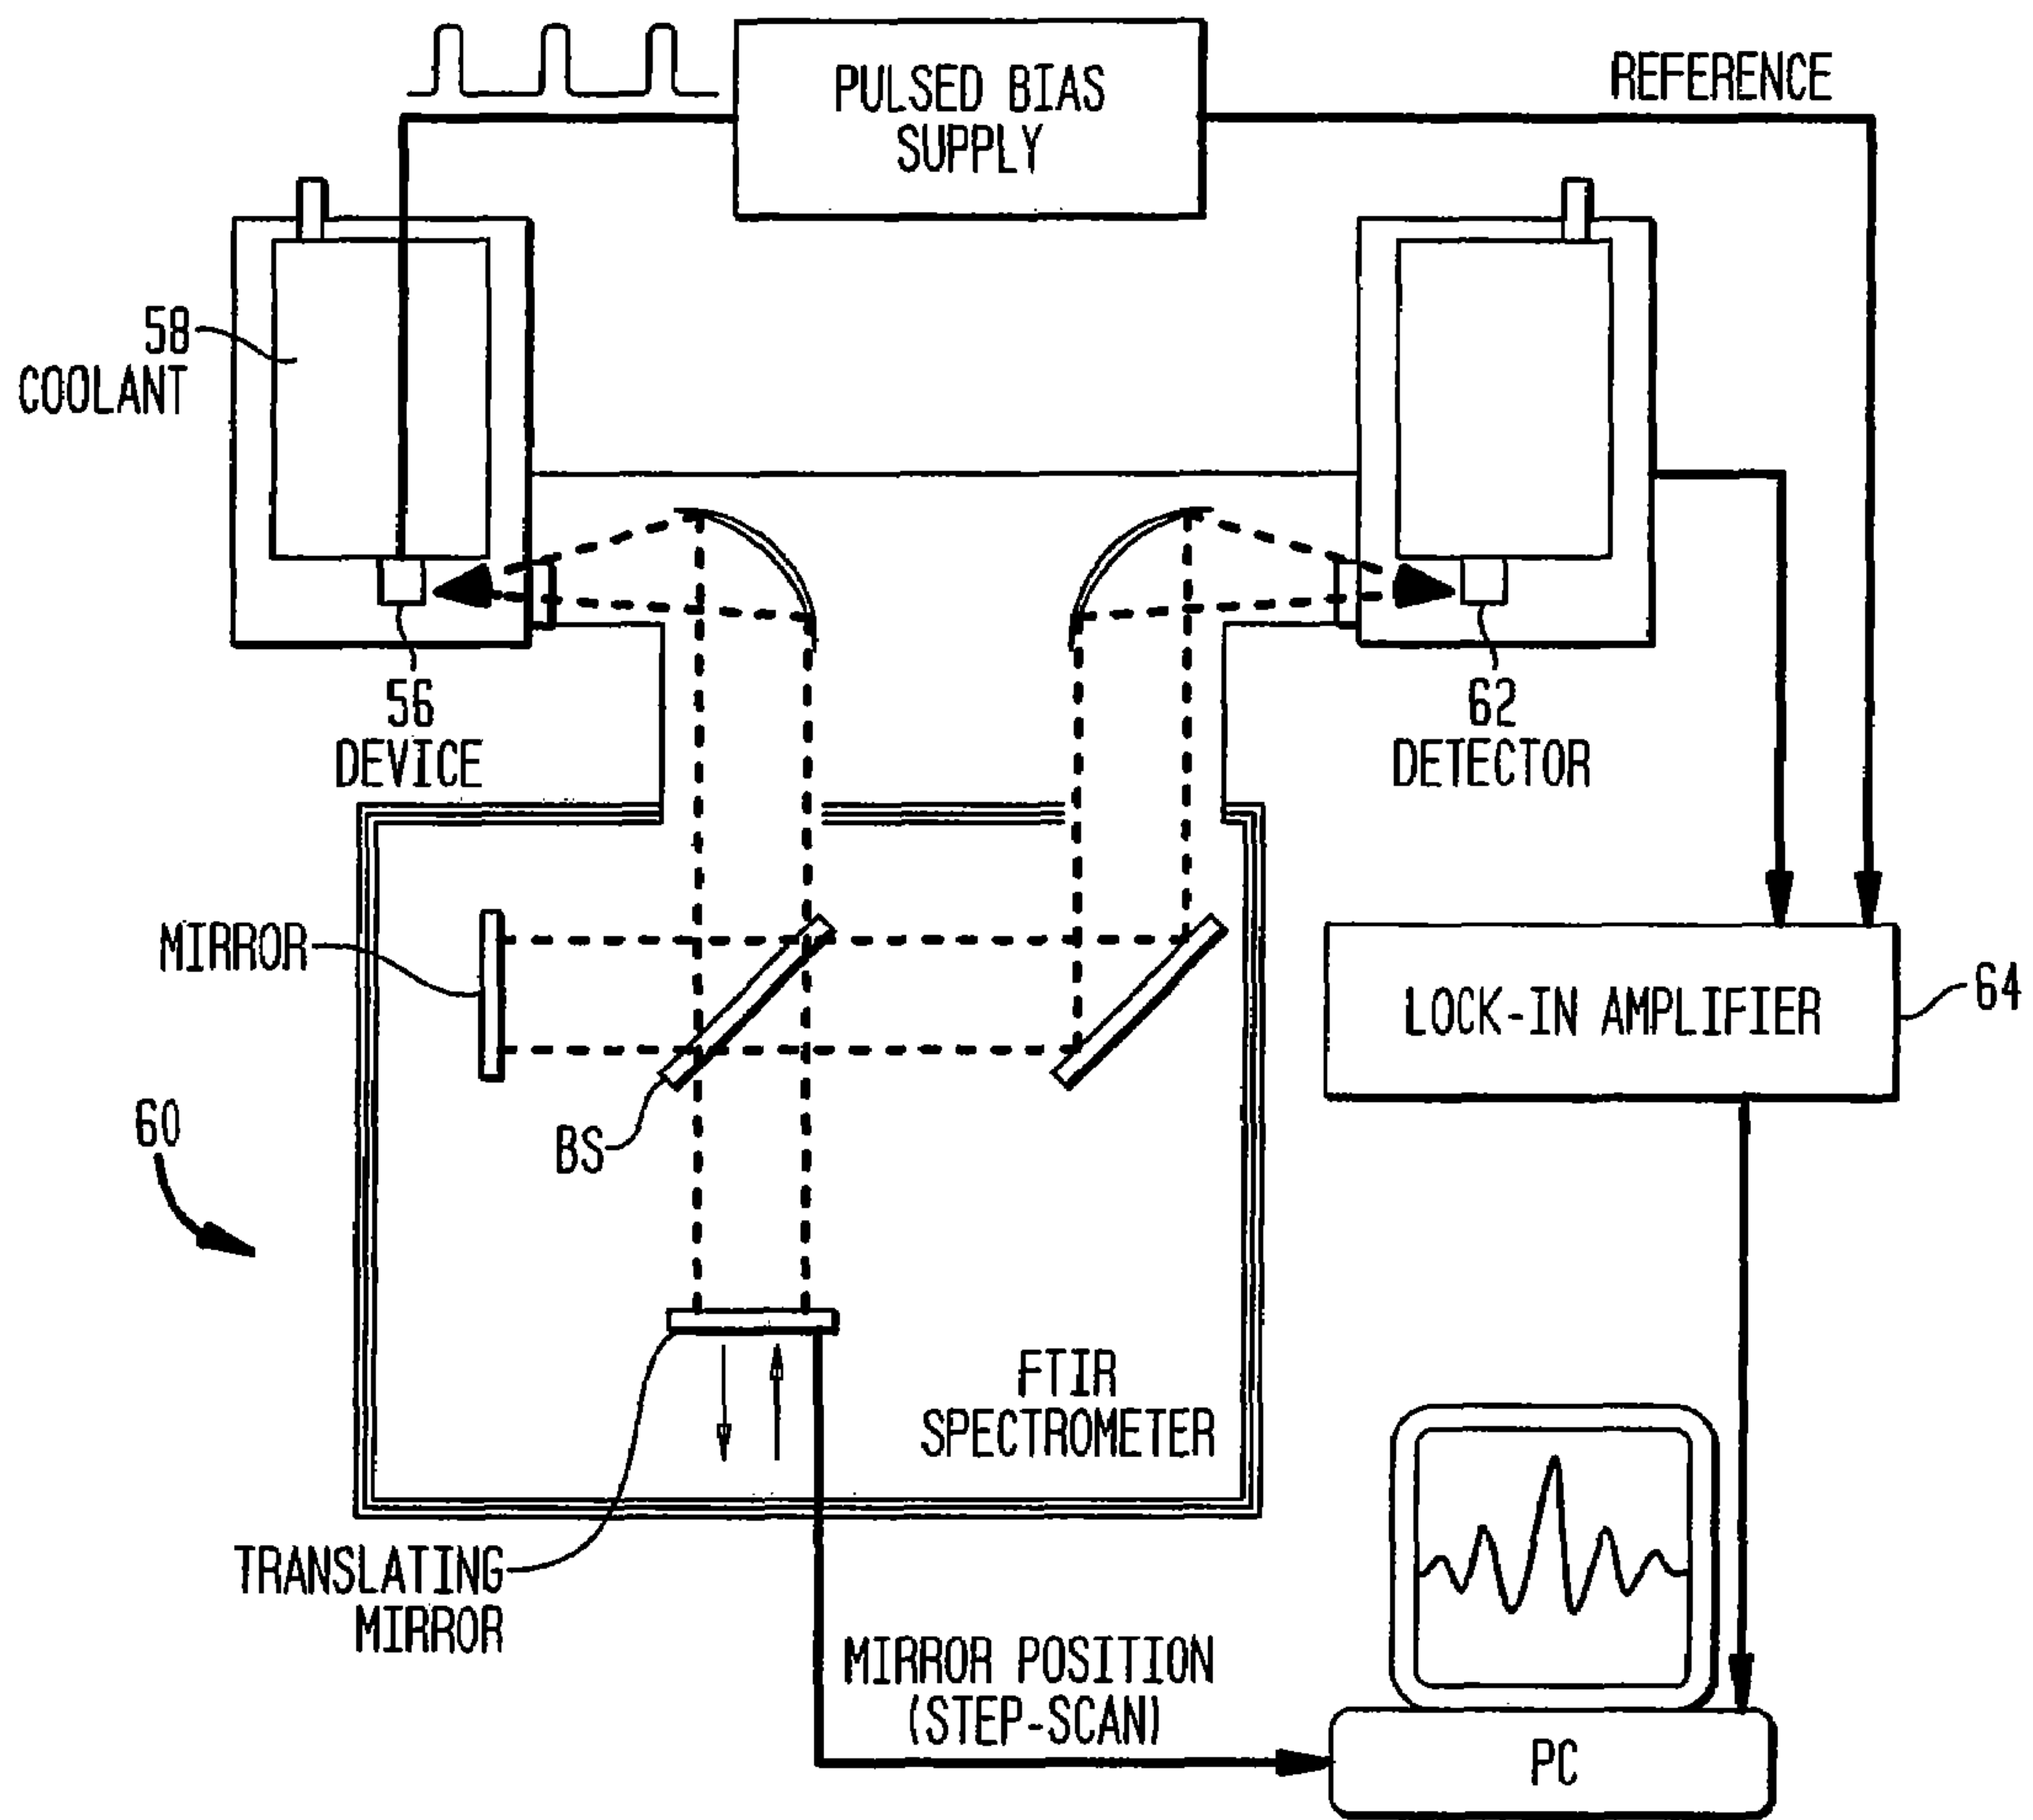 PULSED BIAS
SUPPLY
REFERENCE
58
COOLANT
56
DEVICE
62
DETECTOR
MIRROR
LOCK-IN AMPLIFIER
64
60
BS
FTIR
SPECTROMETER
TRANSLATING
MIRROR
MIRROR POSITION
(STEP-SCAN)
PC